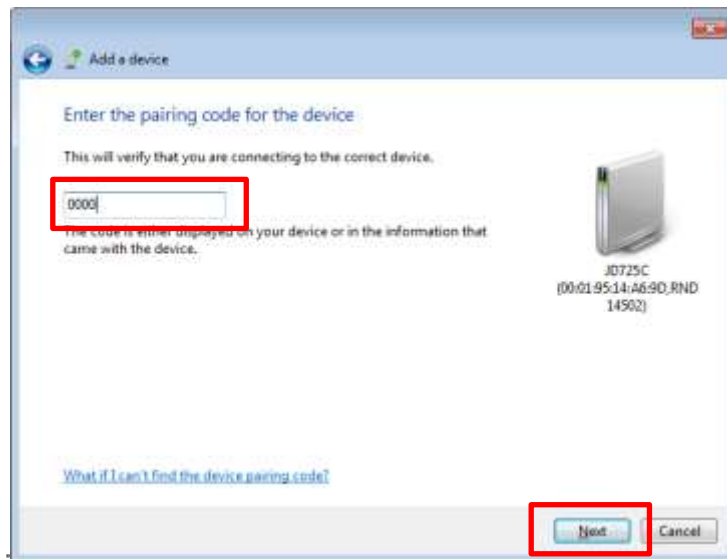 Add a device
Enter the pairing code for the device
This will verify that you are connecting to the correct device.
0000
The code is either displayed on your device or in the information that
came with the device.
JD725C
(00:01:95:14:A6:9D,RND
14502)
What if I can't find the device pairing code?
Next
Cancel